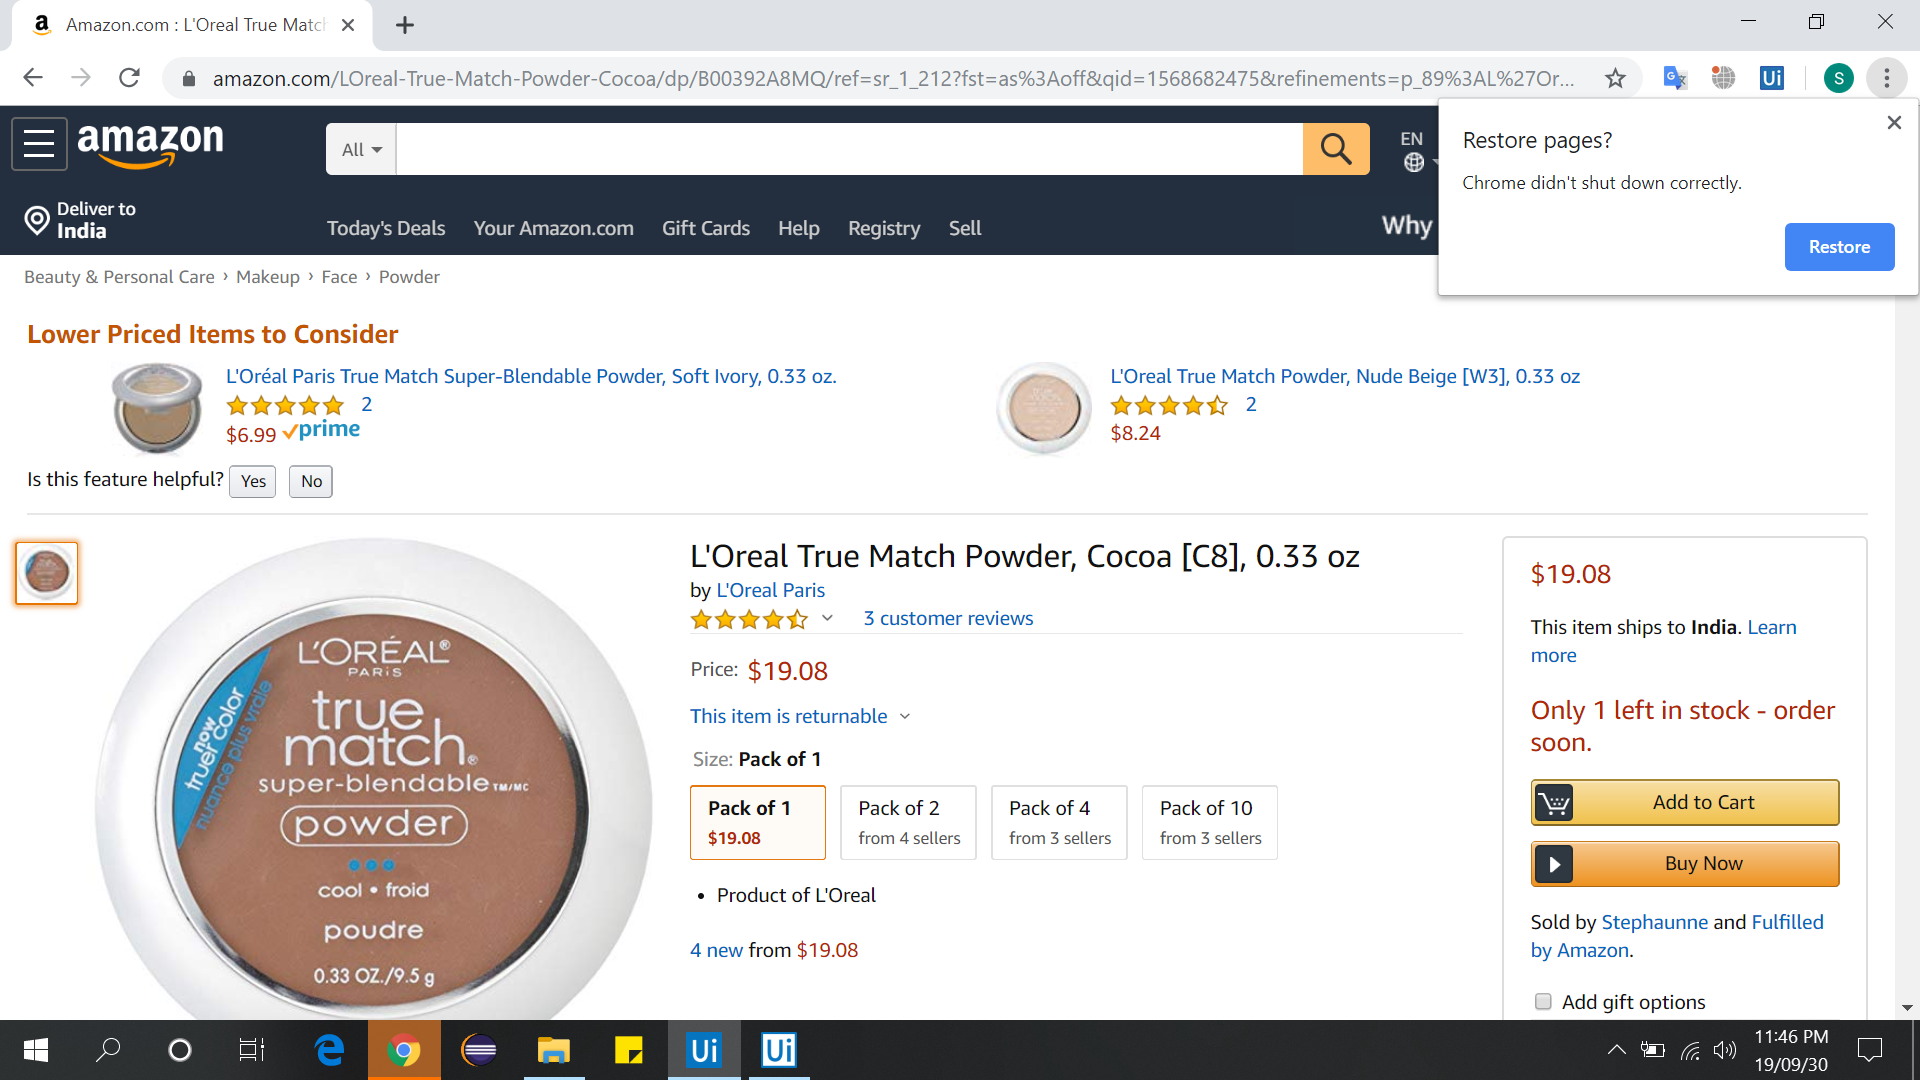 Amazon.com : L'Oreal True Match
amazon.com/LOreal-True-Match-Powder-Cocoa/dp/B00392A8MQ/ref=sr_1_212?fst=as%3Aoff&qid=1568682475&refinements=p_89%3AL%27Or...
Ui
S
amazon
All
EN
Restore pages?
Chrome didn't shut down correctly.
Restore
Deliver to
India
Today's Deals
Your Amazon.com
Gift Cards
Help
Registry
Sell
Why
Beauty & Personal Care › Makeup › Face › Powder
Lower Priced Items to Consider
L'Oréal Paris True Match Super-Blendable Powder, Soft Ivory, 0.33 oz.
2
$6.99 prime
L'Oreal True Match Powder, Nude Beige [W3], 0.33 oz
2
$8.24
Is this feature helpful? Yes No
L'ORÉAL®
PARIS
now
truer color
nuance plus vraie
true
match®
super-blendable TM/MC
powder
cool • froid
poudre
0.33 OZ./9.5 g
L'Oreal True Match Powder, Cocoa [C8], 0.33 oz
by L'Oreal Paris
3 customer reviews
Price: $19.08
This item is returnable
Size: Pack of 1
Pack of 1
$19.08
Pack of 2
from 4 sellers
Pack of 4
from 3 sellers
Pack of 10
from 3 sellers
• Product of L'Oreal
4 new from $19.08
$19.08
This item ships to India. Learn
more
Only 1 left in stock - order
soon.
Add to Cart
Buy Now
Sold by Stephaunne and Fulfilled
by Amazon.
Add gift options
Ui
Ui
11:46 PM
19/09/30